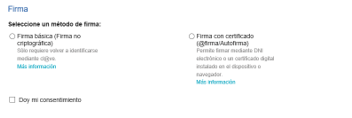 Firma
Seleccione un método de firma:
Firma básica (Firma no
criptográfica)
Sólo requiere volver a identificarse
mediante cl@ve.
Más información
Firma con certificado
(@firma/Autofirma)
Permite firmar mediante DNI
electrónico o un certificado digital
instalado en el dispositivo o
navegador
Más información
Doy mi consentimiento